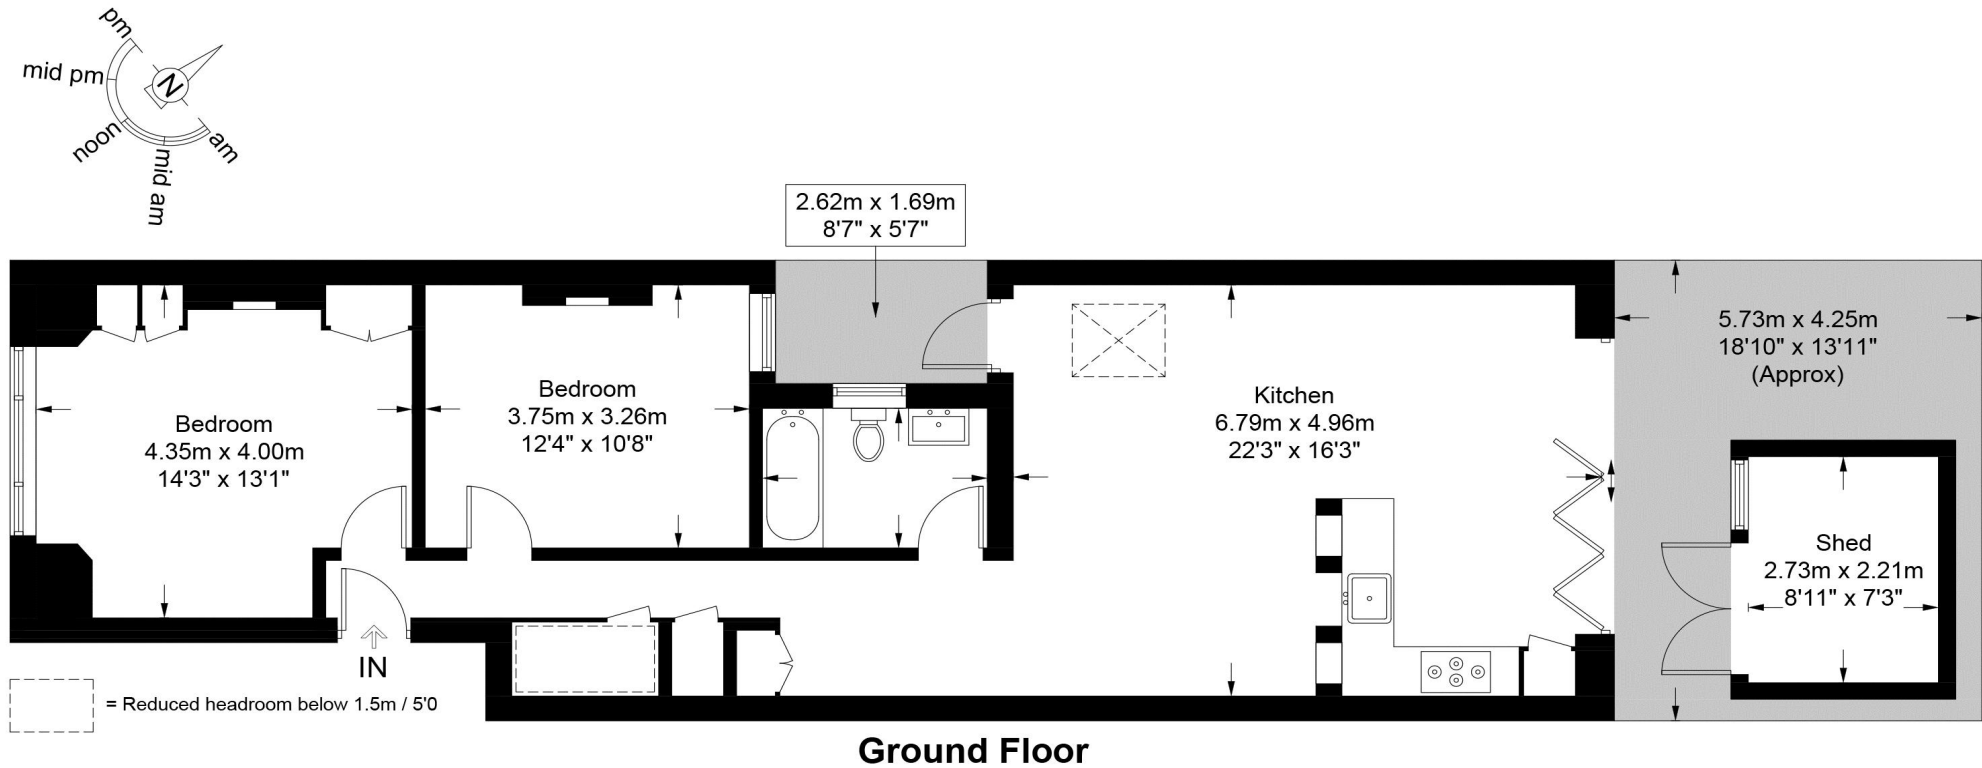 pm
mid pm
N
noon
mid am
am
2.62m x 1.69m
8'7" x 5'7"
Bedroom
4.35m x 4.00m
14'3" x 13'1"
Bedroom
3.75m x 3.26m
12'4" x 10'8"
Kitchen
6.79m x 4.96m
22'3" x 16'3"
5.73m x 4.25m
18'10" x 13'11"
(Approx)
Shed
2.73m x 2.21m
8'11" x 7'3"
IN
= Reduced headroom below 1.5m / 5'0
Ground Floor